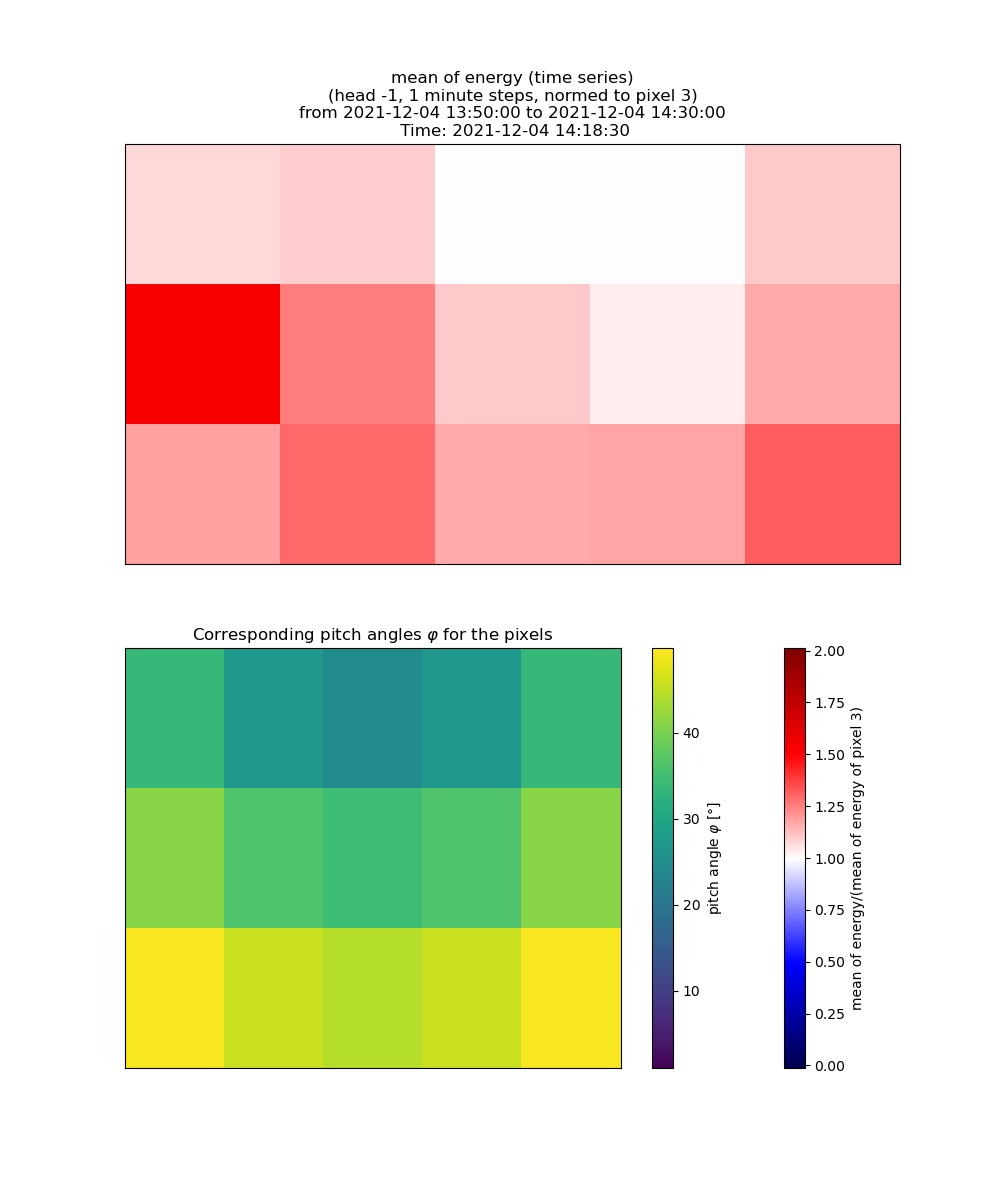 mean of energy (time series)
(head -1, 1 minute steps, normed to pixel 3)
from 2021-12-04 13:50:00 to 2021-12-04 14:30:00
Time: 2021-12-04 14:18:30
Corresponding pitch angles φ for the pixels
40
30
20
10
pitch angle φ [°]
2.00
1.75
1.50
1.25
1.00
0.75
0.50
0.25
0.00
mean of energy/(mean of energy of pixel 3)